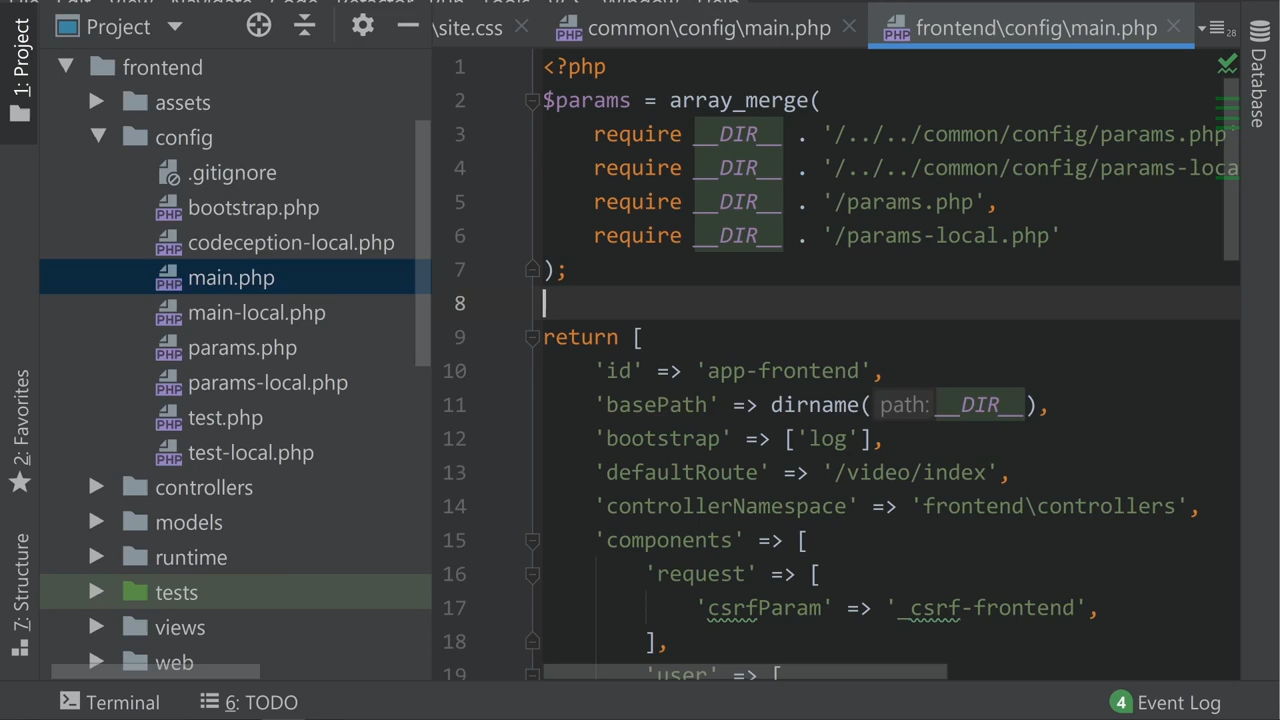 Project
\site.css
common\config\main.php
frontend\config\main.php
28
1: Project
2: Favorites
7: Structure
Database
frontend
assets
config
.gitignore
bootstrap.php
codeception-local.php
main.php
main-local.php
params.php
params-local.php
test.php
test-local.php
controllers
models
runtime
tests
views
web
1 <?php
2 $params = array_merge(
3 require __DIR__ . '/../../common/config/params.php'
4 require __DIR__ . '/../../common/config/params-loca
5 require __DIR__ . '/params.php',
6 require __DIR__ . '/params-local.php'
7 );
8
9 return [
10 'id' => 'app-frontend',
11 'basePath' => dirname( path: __DIR__),
12 'bootstrap' => ['log'],
13 'defaultRoute' => '/video/index',
14 'controllerNamespace' => 'frontend\controllers',
15 'components' => [
16 'request' => [
17 'csrfParam' => '_csrf-frontend',
18 ],
19 'user' => [
Terminal
6: TODO
4 Event Log